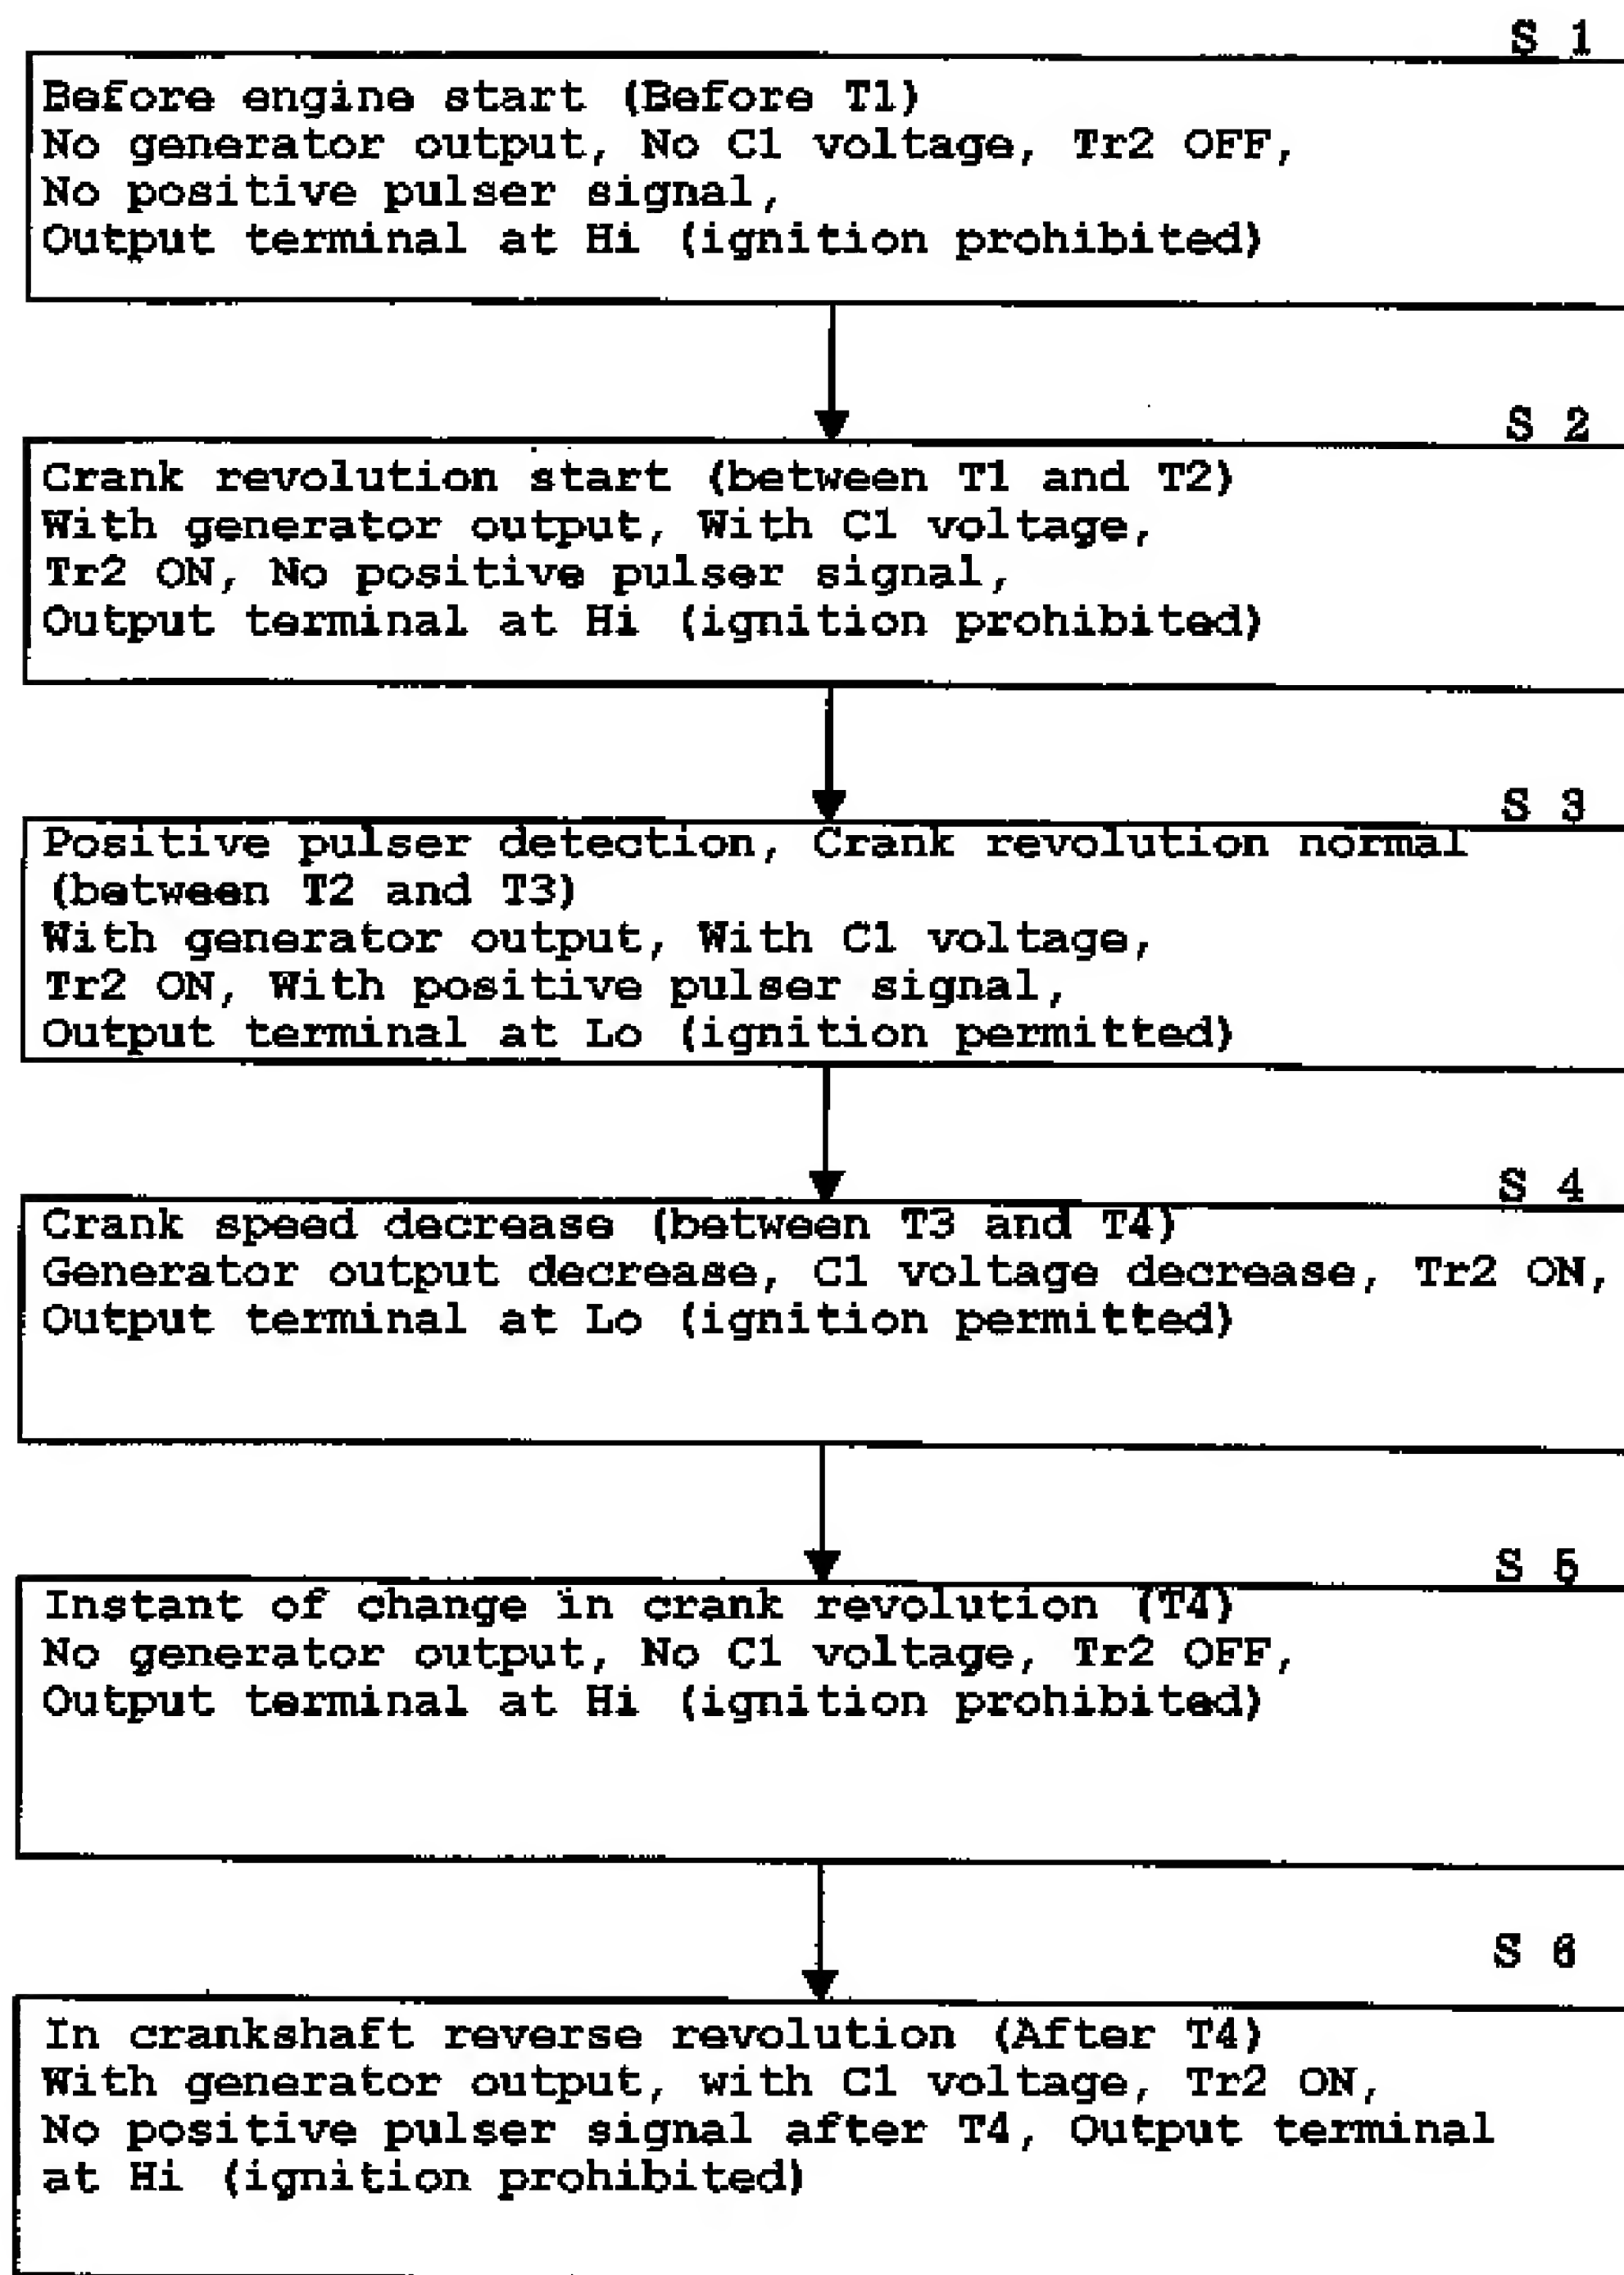 S 1
Before engine start (Before T1)
No generator output, No C1 voltage, Tr2 OFF,
No positive pulser signal,
Output terminal at Hi (ignition prohibited)
S 2
Crank revolution start (between T1 and T2)
With generator output, With C1 voltage,
Tr2 ON, No positive pulser signal,
Output terminal at Hi (ignition prohibited)
S 3
Positive pulser detection, Crank revolution normal
(between T2 and T3)
With generator output, With C1 voltage,
Tr2 ON, With positive pulser signal,
Output terminal at Lo (ignition permitted)
S 4
Crank speed decrease (between T3 and T4)
Generator output decrease, C1 voltage decrease, Tr2 ON,
Output terminal at Lo (ignition permitted)
S 5
Instant of change in crank revolution (T4)
No generator output, No C1 voltage, Tr2 OFF,
Output terminal at Hi (ignition prohibited)
S 6
In crankshaft reverse revolution (After T4)
With generator output, with C1 voltage, Tr2 ON,
No positive pulser signal after T4, Output terminal
at Hi (ignition prohibited)